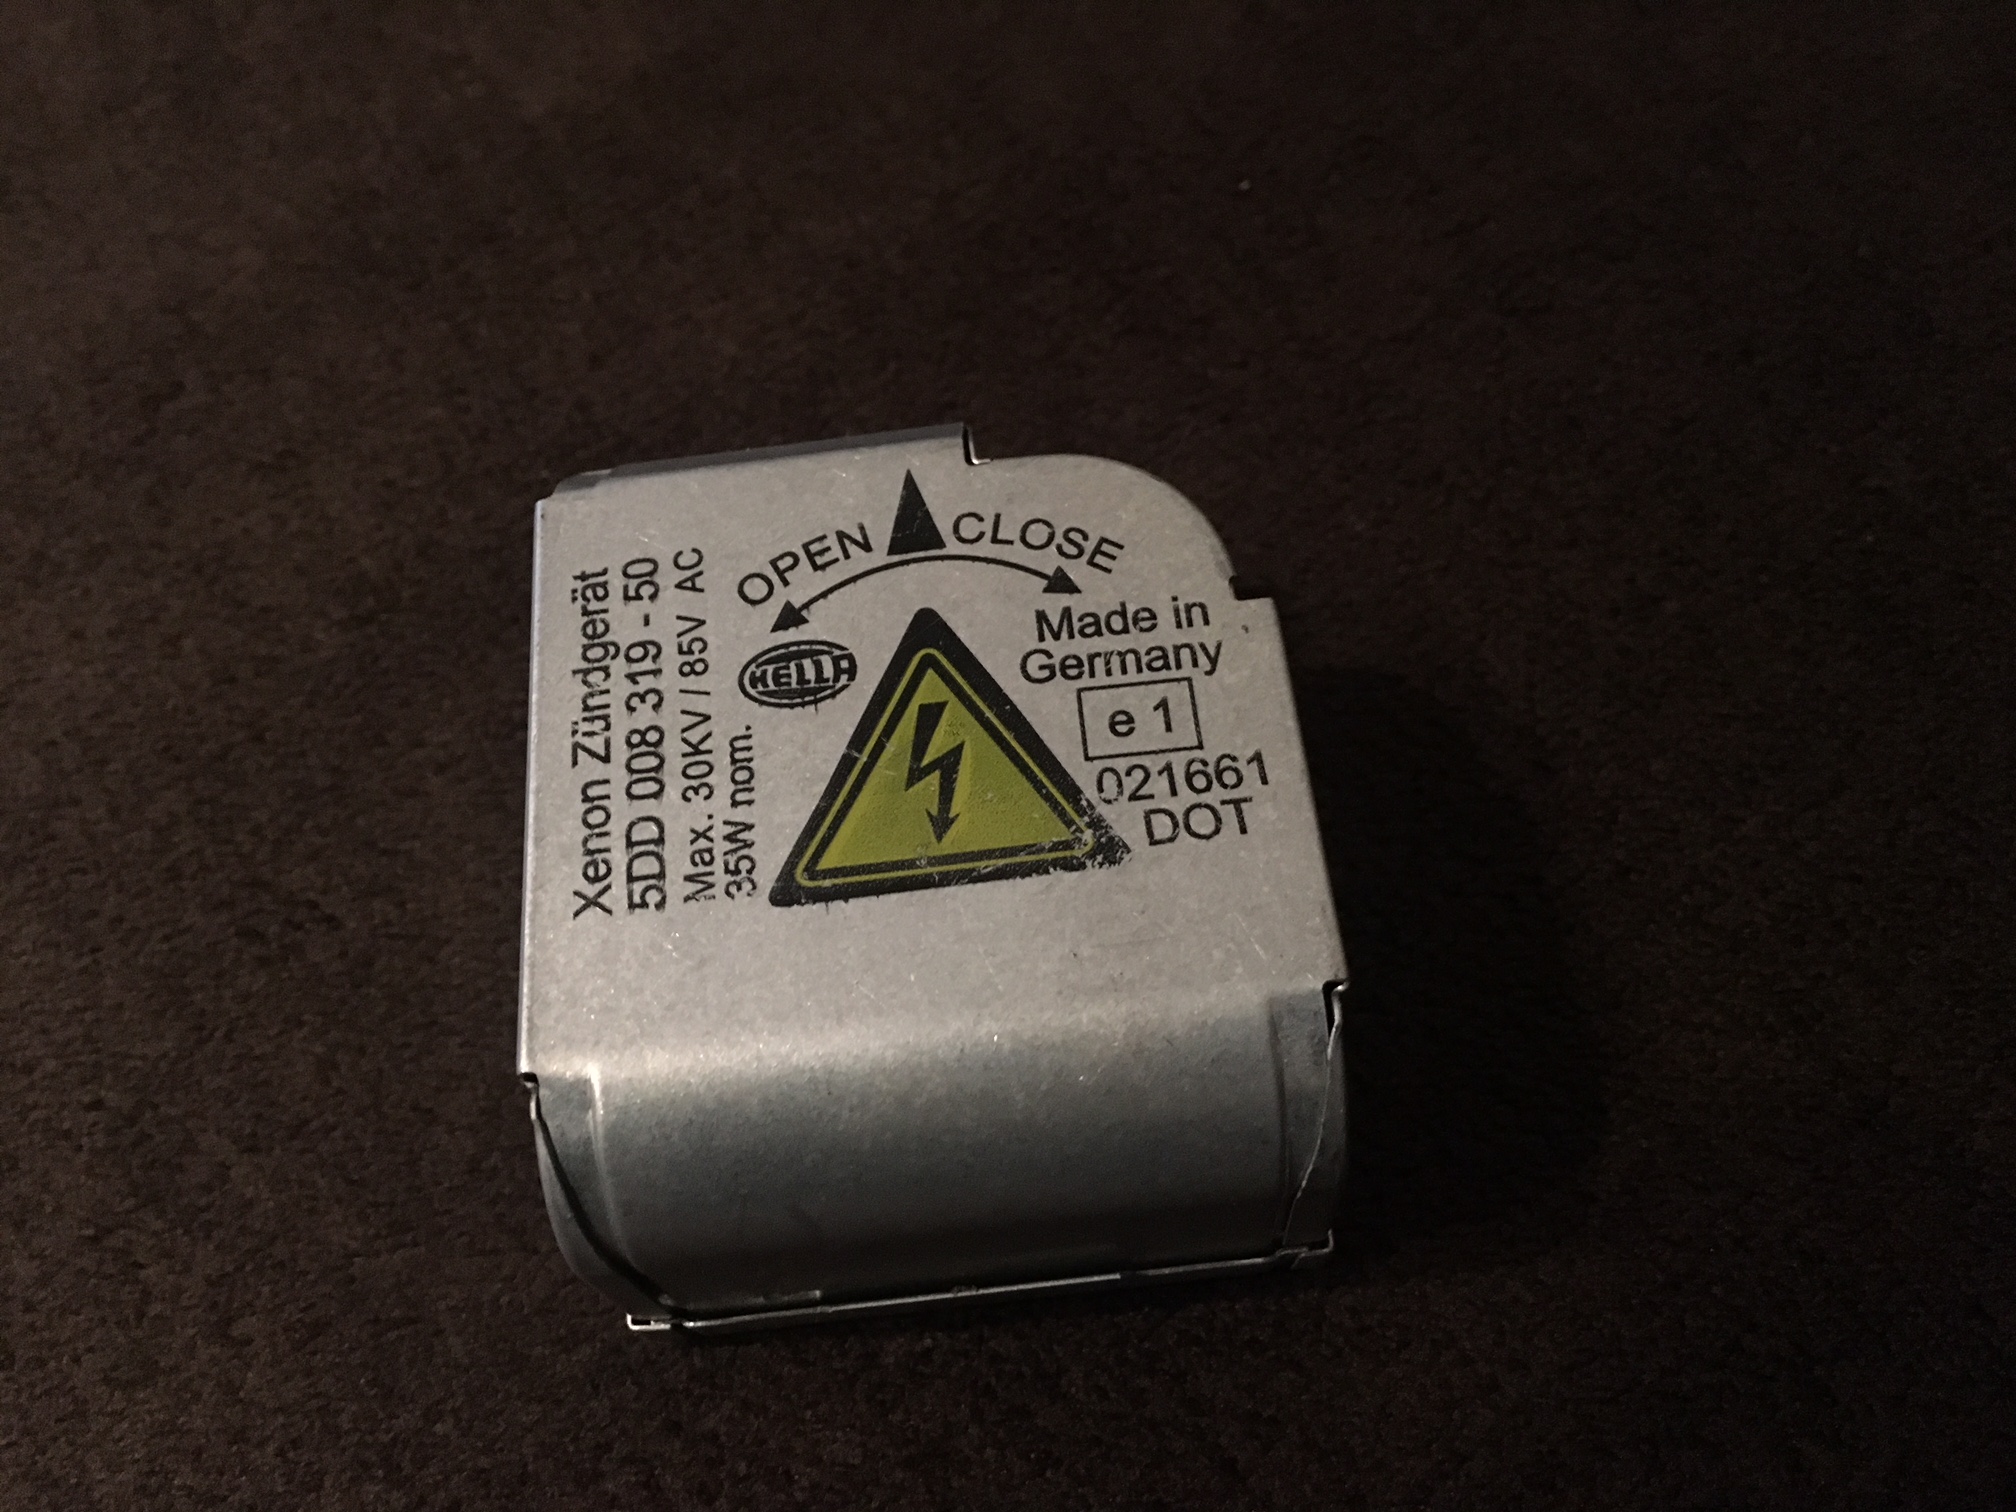 OPEN CLOSE
Xenon Zündgerät
5DD 008 319 - 50
Max. 30KV / 85V AC
35W nom.
HELLA
Made in
Germany
e 1
021661
DOT